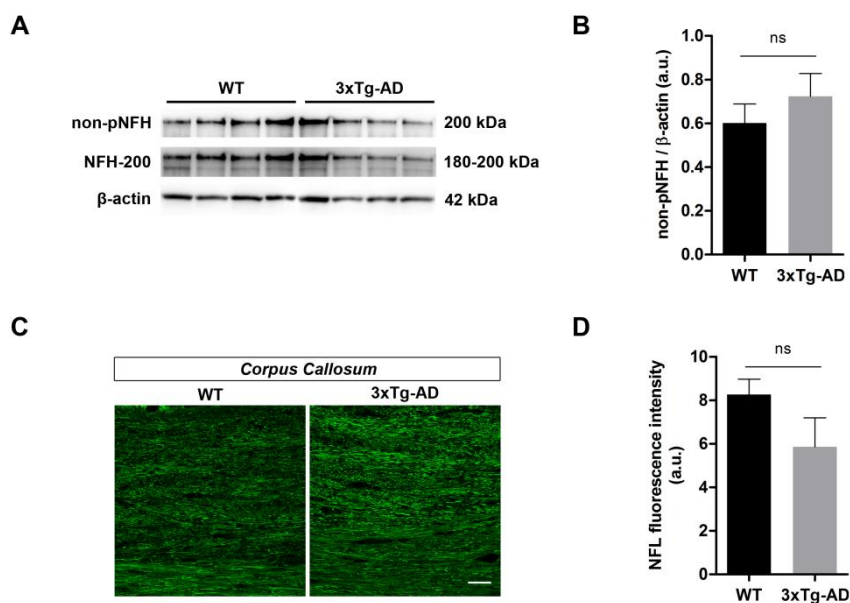 A
WT 3xTg-AD
non-pNFH 200 kDa
NFH-200 180-200 kDa
β-actin 42 kDa
B
non-pNFH / β-actin (a.u.)
1.0
0.8
0.6
0.4
0.2
0.0
ns
WT 3xTg-AD
C
Corpus Callosum
WT 3xTg-AD
D
NFL fluorescence intensity
(a.u.)
10
8
6
4
2
0
ns
WT 3xTg-AD